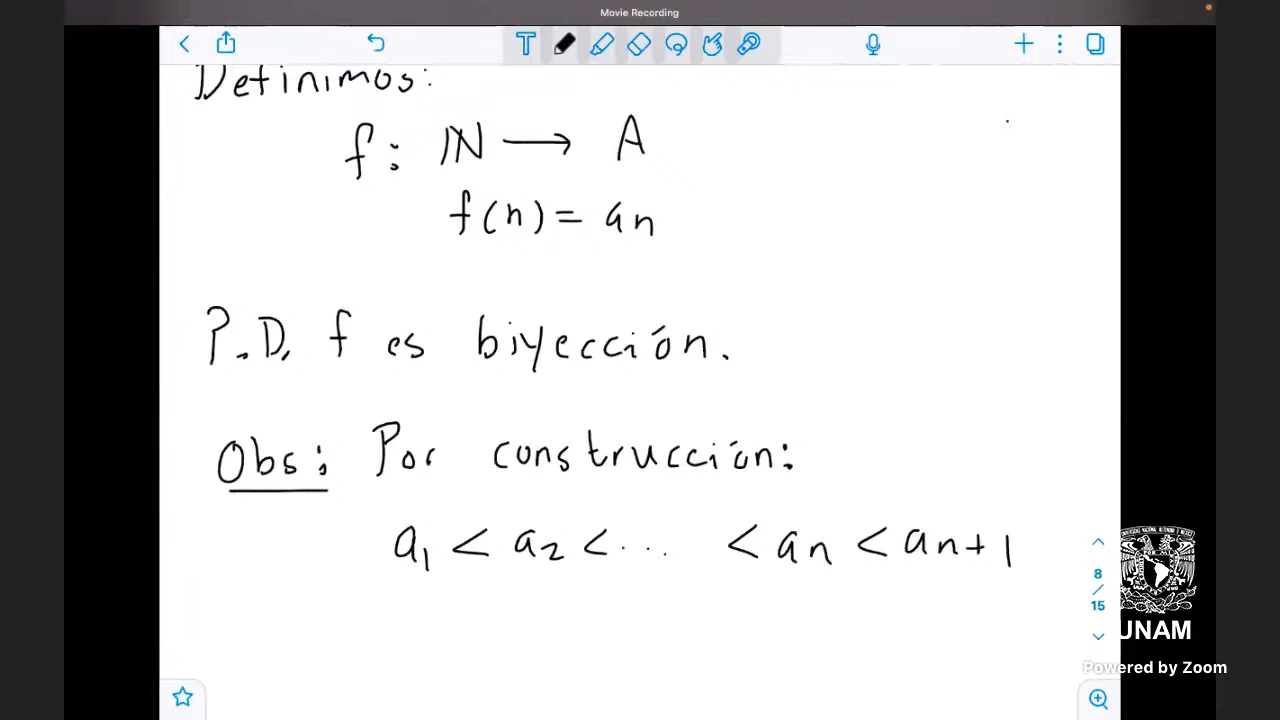 Movie Recording
Definimos:
f: ℕ ⟶ A
f(n) = an
P.D. f es biyección.
Obs: Por construcción:
a₁ < a₂ < ... < an < an+1
8
/
15
UNAM
Powered by Zoom